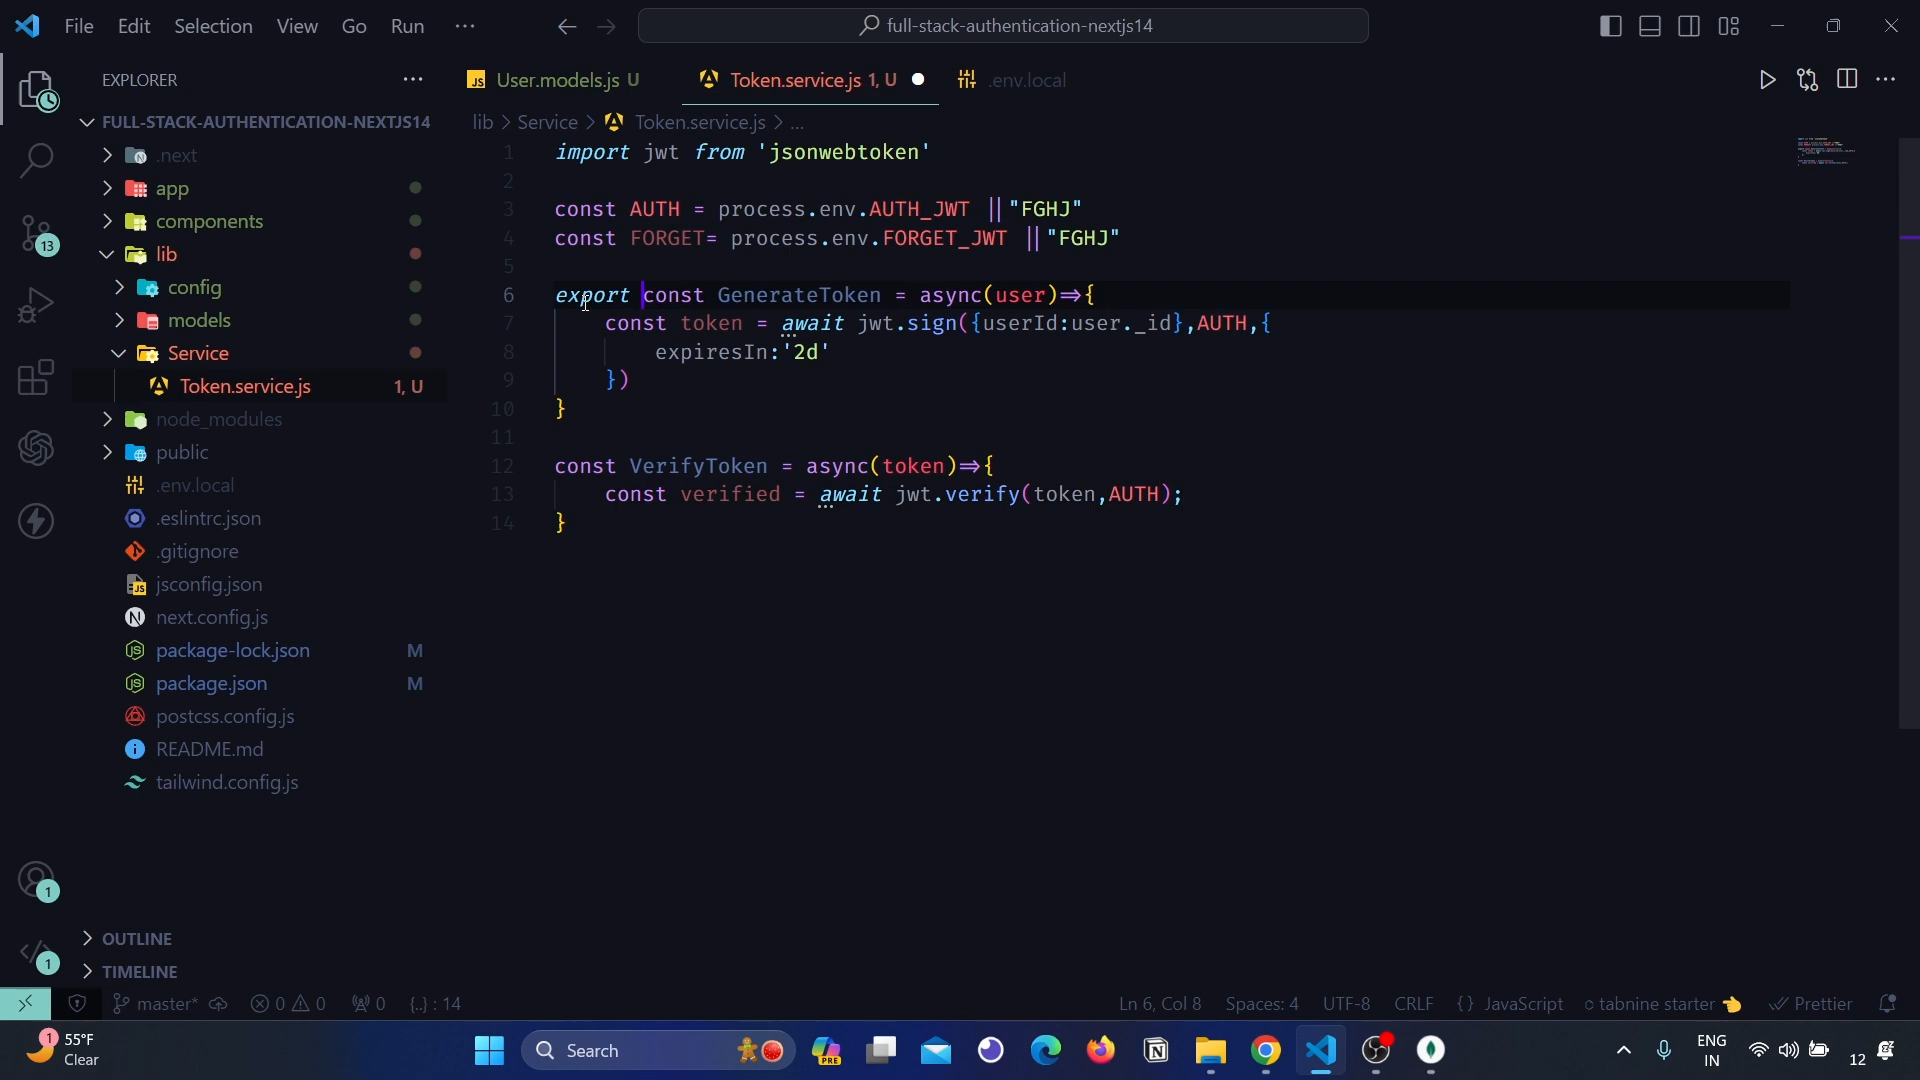 File Edit Selection View Go Run ···
full-stack-authentication-nextjs14
EXPLORER ···
User.models.js U
Token.service.js 1, U
.env.local
FULL-STACK-AUTHENTICATION-NEXTJS14
lib > Service > Token.service.js > ...
.next
app
components
lib
config
models
Service
Token.service.js 1, U
node_modules
public
.env.local
.eslintrc.json
.gitignore
jsconfig.json
next.config.js
package-lock.json M
package.json M
postcss.config.js
README.md
tailwind.config.js
OUTLINE
TIMELINE
13
1
1
1 import jwt from 'jsonwebtoken'
2
3 const AUTH = process.env.AUTH_JWT ||"FGHJ"
4 const FORGET= process.env.FORGET_JWT ||"FGHJ"
5
6 export const GenerateToken = async(user)=>{
7 const token = await jwt.sign({userId:user._id},AUTH,{
8 expiresIn:'2d'
9 })
10 }
11
12 const VerifyToken = async(token)=>{
13 const verified = await jwt.verify(token,AUTH);
14 }
master* 0 0 0 {..} : 14
Ln 6, Col 8 Spaces: 4 UTF-8 CRLF {} JavaScript tabnine starter Prettier
1 55°F
Clear
Search
PRE
ENG
IN
12